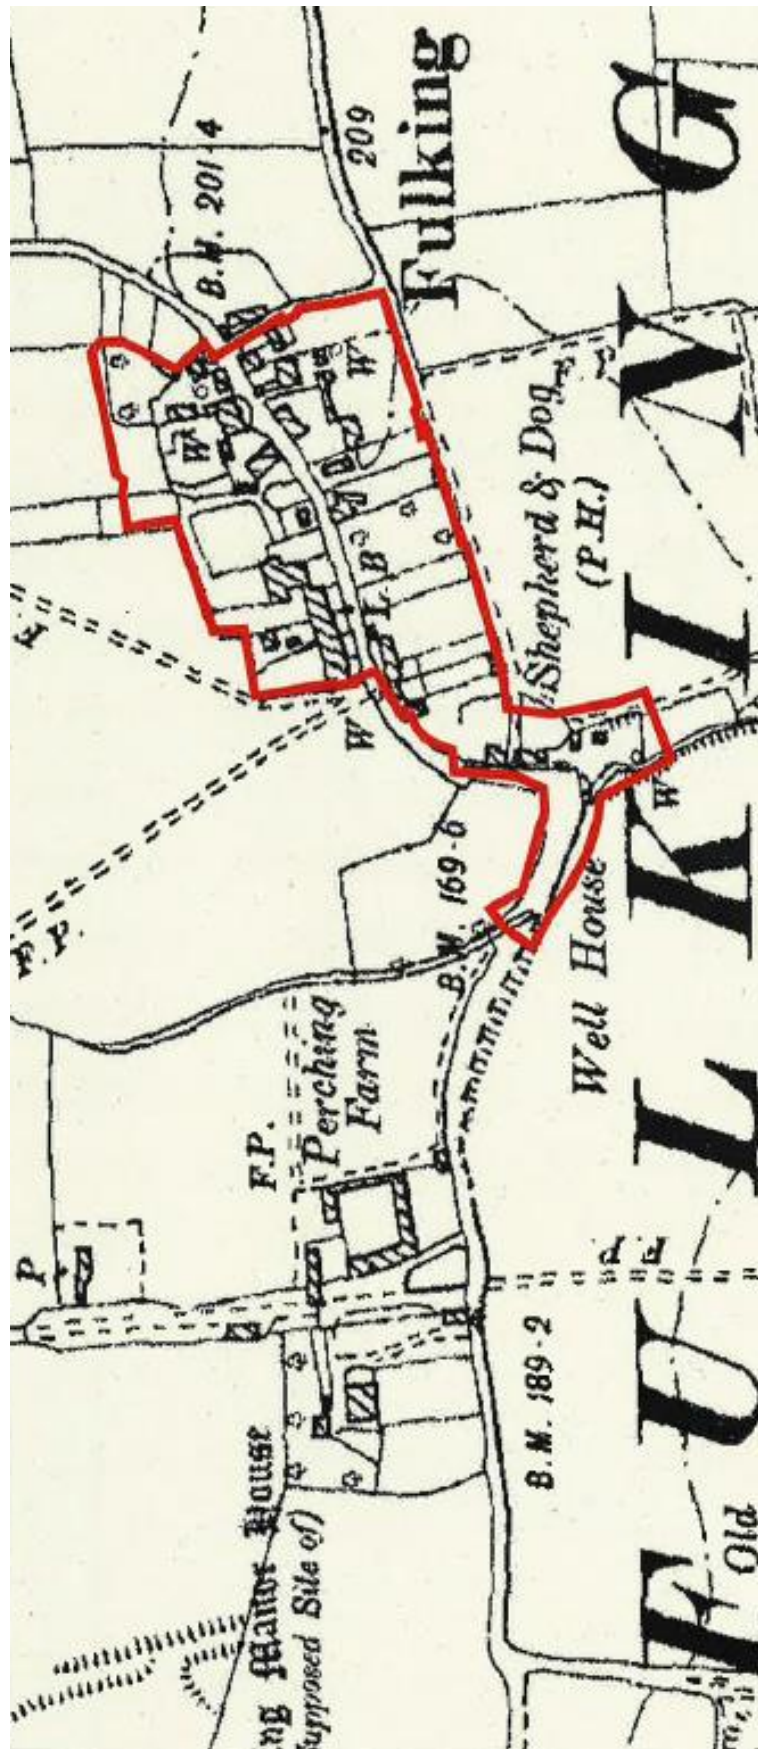 Fulking
209
B.M. 201·4
W
W
Shepherd & Dog
(P.H.)
L.B
W
W
B.M. 169·6
Well House
Perching
Farm
F.P.
P
B.M. 189·2
Manor House
Supposed Site of)
Old
FULKING